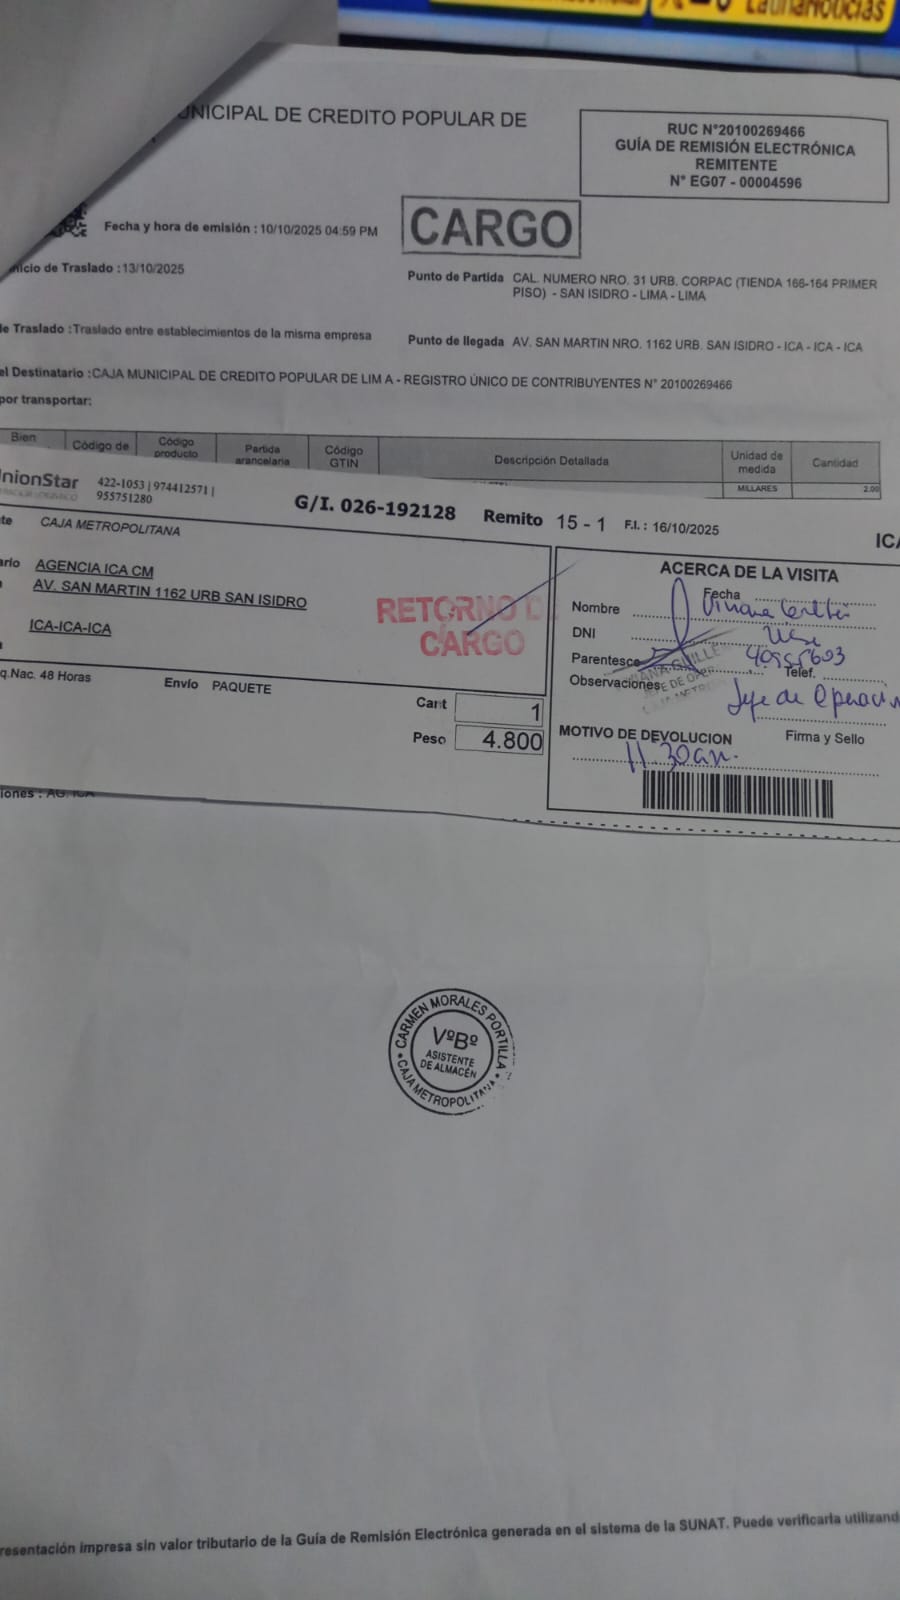 LatinaNoticias
UNICIPAL DE CREDITO POPULAR DE
RUC N°20100269466
GUÍA DE REMISIÓN ELECTRÓNICA
REMITENTE
N° EG07 - 00004596
Fecha y hora de emisión : 10/10/2025 04:59 PM
CARGO
nicio de Traslado : 13/10/2025
Punto de Partida CAL. NUMERO NRO. 31 URB. CORPAC (TIENDA 166-164 PRIMER
PISO) - SAN ISIDRO - LIMA - LIMA
de Traslado : Traslado entre establecimientos de la misma empresa
Punto de llegada AV. SAN MARTIN NRO. 1162 URB. SAN ISIDRO - ICA - ICA - ICA
el Destinatario : CAJA MUNICIPAL DE CREDITO POPULAR DE LIM A - REGISTRO ÚNICO DE CONTRIBUYENTES N° 20100269466
por transportar:
Bien Código de Código producto Partida arancelaria Código GTIN Descripción Detallada Unidad de medida Cantidad
MILLARES 2.00
nionStar
422-1053 | 974412571 |
955751280
G/I. 026-192128 Remito 15 - 1 F.I.: 16/10/2025
ICA
te CAJA METROPOLITANA
ario AGENCIA ICA CM
AV. SAN MARTIN 1162 URB SAN ISIDRO
ICA-ICA-ICA
RETORNO D
CARGO
q.Nac. 48 Horas Envio PAQUETE
Cant 1
Peso 4.800
ACERCA DE LA VISITA
Fecha
Nombre
DNI
40955603
Parentesco
Telef.
Observaciones
Jefe de Operacion
MOTIVO DE DEVOLUCION Firma y Sello
11.30am.
iones : AG. ICA
CARMEN MORALES PORTILLA
VºBº
ASISTENTE
DE ALMACÉN
CAJA METROPOLITANA
resentación impresa sin valor tributario de la Guía de Remisión Electrónica generada en el sistema de la SUNAT. Puede verificarla utilizand